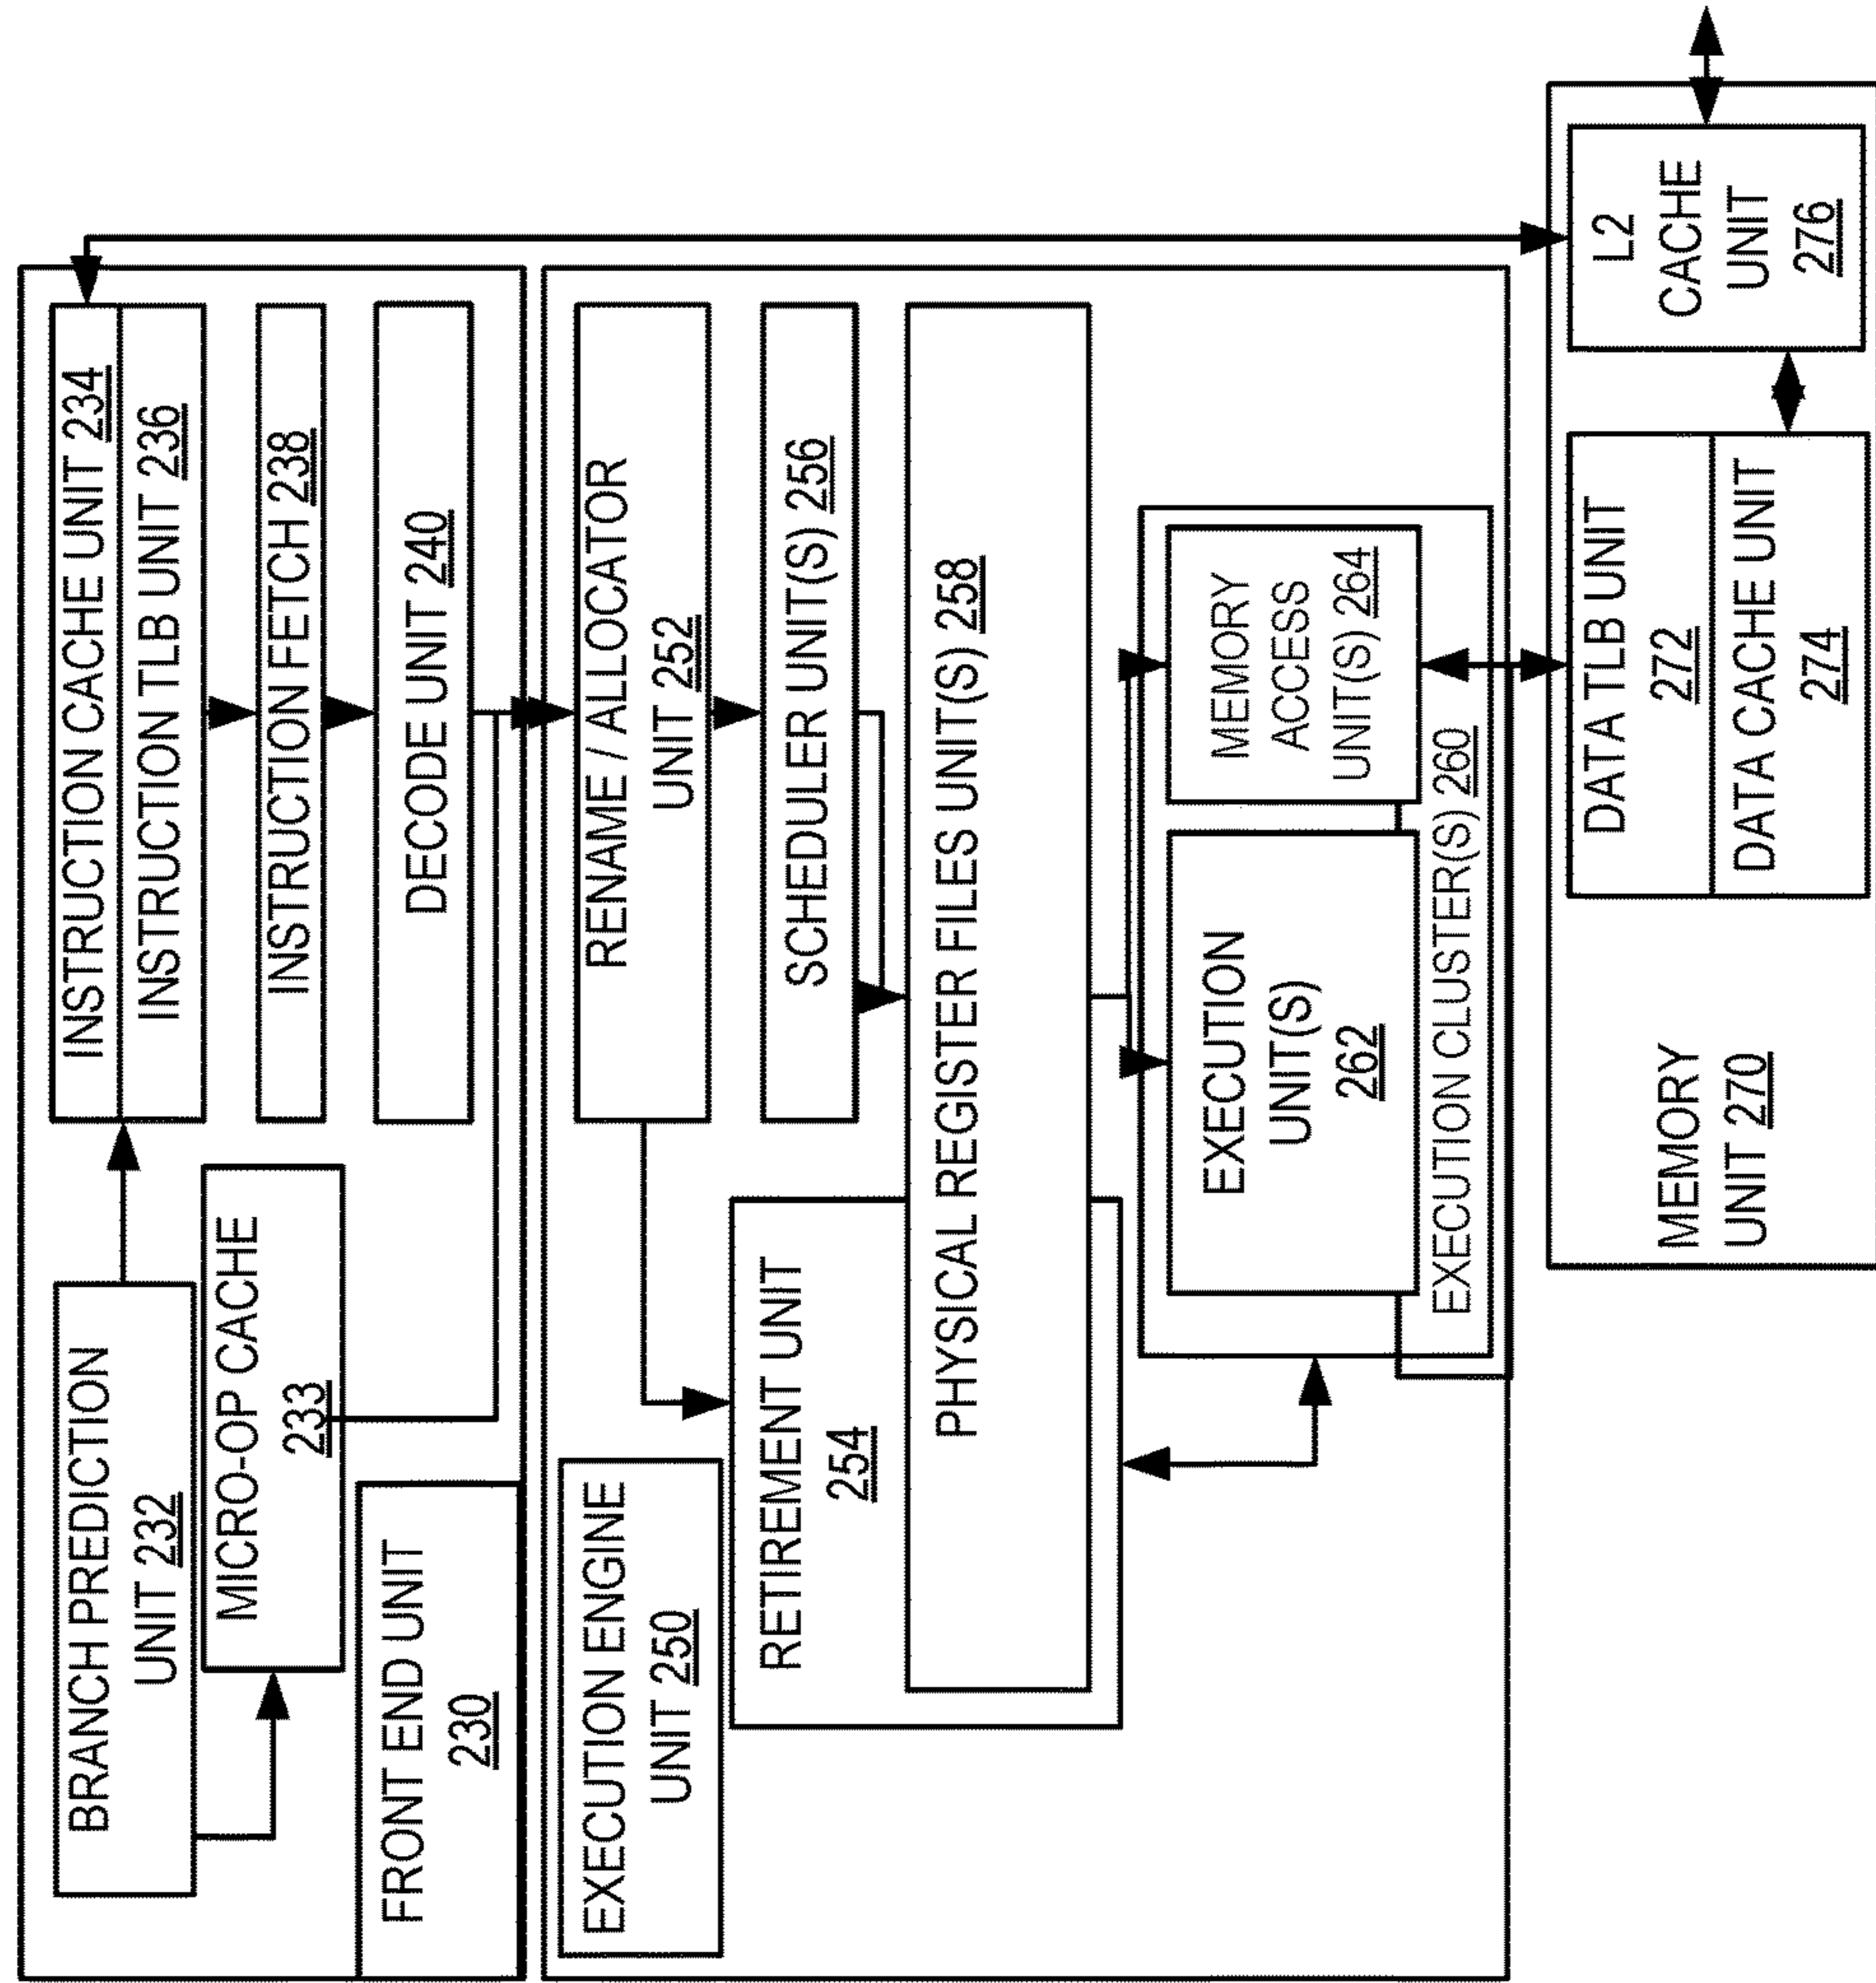 BRANCH PREDICTION
UNIT 232
INSTRUCTION CACHE UNIT 234
INSTRUCTION TLB UNIT 236
MICRO-OP CACHE
233
INSTRUCTION FETCH 238
FRONT END UNIT
230
DECODE UNIT 240
EXECUTION ENGINE
UNIT 250
RENAME / ALLOCATOR
UNIT 252
RETIREMENT UNIT
254
SCHEDULER UNIT(S) 256
PHYSICAL REGISTER FILES UNIT(S) 258
EXECUTION
UNIT(S)
262
MEMORY
ACCESS
UNIT(S) 264
EXECUTION CLUSTER(S) 260
MEMORY
UNIT 270
DATA TLB UNIT
272
DATA CACHE UNIT
274
L2
CACHE
UNIT
276